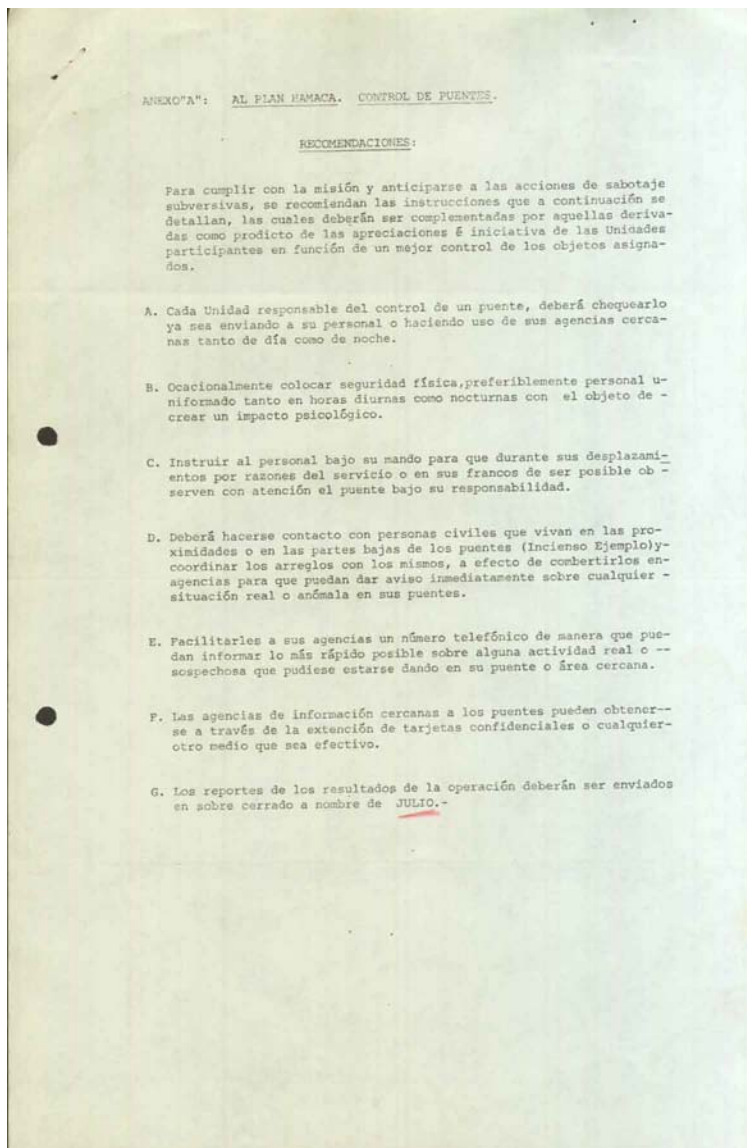 ANEXO"A": AL PLAN HAMACA. CONTROL DE PUENTES.
RECOMENDACIONES:
Para cumplir con la misión y anticiparse a las acciones de sabotaje
subversivas, se recomiendan las instrucciones que a continuación se
detallan, las cuales deberán ser complementadas por aquellas deriva-
das como prodicto de las apreciaciones é iniciativa de las Unidades
participantes en función de un mejor control de los objetos asigna-
dos.
A. Cada Unidad responsable del control de un puente, deberá chequearlo
ya sea enviando a su personal o haciendo uso de sus agencias cerca-
nas tanto de día como de noche.
B. Ocacionalmente colocar seguridad física,preferiblemente personal u-
niformado tanto en horas diurnas como nocturnas con el objeto de -
crear un impacto psicológico.
C. Instruir al personal bajo su mando para que durante sus desplazami-
entos por razones del servicio o en sus francos de ser posible ob -
serven con atención el puente bajo su responsabilidad.
D. Deberá hacerse contacto con personas civiles que vivan en las pro-
ximidades o en las partes bajas de los puentes (Incienso Ejemplo)y-
coordinar los arreglos con los mismos, a efecto de combertirlos en-
agencias para que puedan dar aviso inmediatamente sobre cualquier -
situación real o anómala en sus puentes.
E. Facilitarles a sus agencias un número telefónico de manera que pue-
dan informar lo más rápido posible sobre alguna actividad real o --
sospechosa que pudiese estarse dando en su puente o área cercana.
F. Las agencias de información cercanas a los puentes pueden obtener--
se a través de la extención de tarjetas confidenciales o cualquier-
otro medio que sea efectivo.
G. Los reportes de los resultados de la operación deberán ser enviados
en sobre cerrado a nombre de JULIO.-